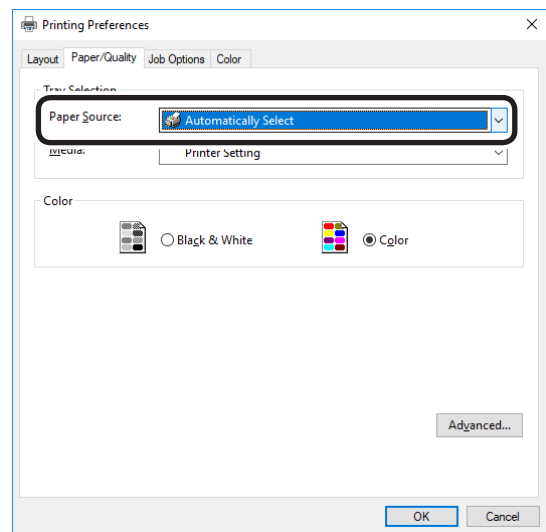 Printing Preferences
Layout Paper/Quality Job Options Color
Tray Selection
Paper Source: Automatically Select
Media: Printer Setting
Color
Black & White Color
Advanced...
OK Cancel